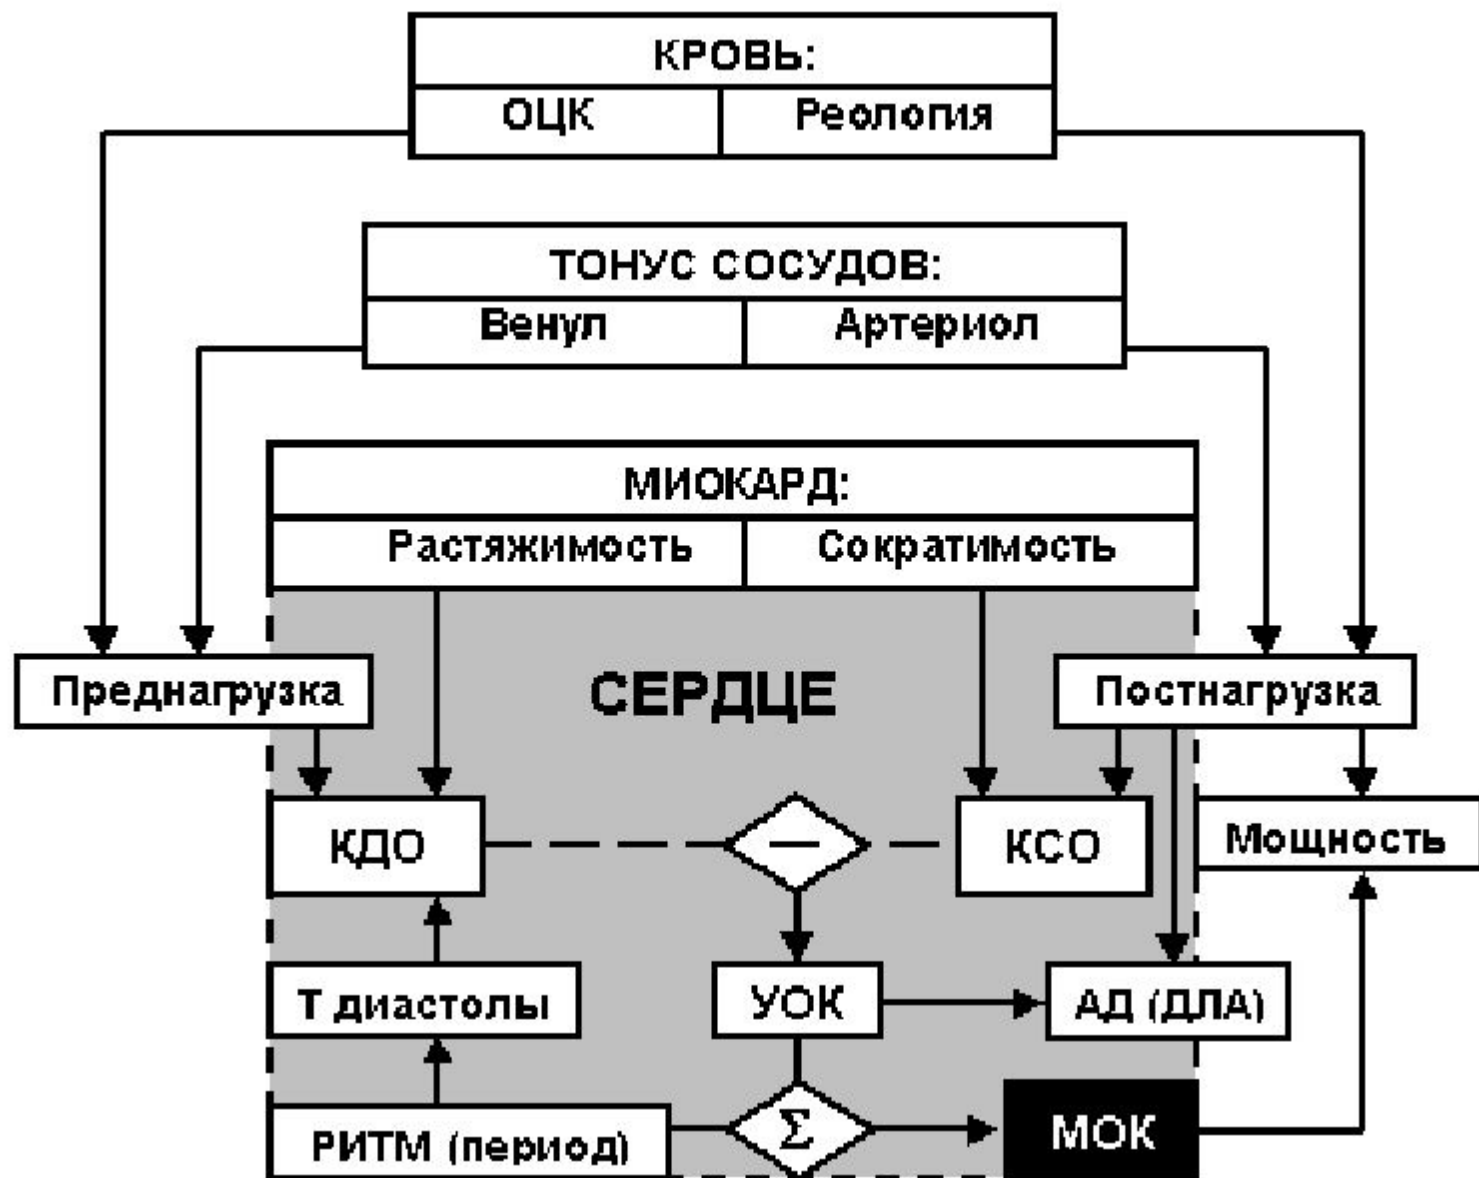 КРОВЬ:
ОЦК Реология
ТОНУС СОСУДОВ:
Венул Артериол
МИОКАРД:
Растяжимость Сократимость
Преднагрузка СЕРДЦЕ Постнагрузка
КДО — КСО Мощность
Т диастолы УОК АД (ДЛА)
РИТМ (период) Σ МОК